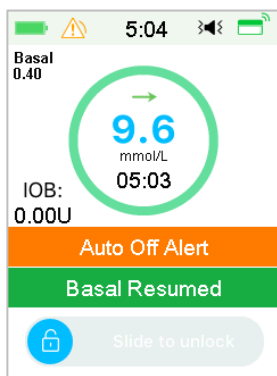 5:04
Basal
0.40
9.6
mmol/L
05:03
IOB:
0.00U
Auto Off Alert
Basal Resumed
Slide to unlock